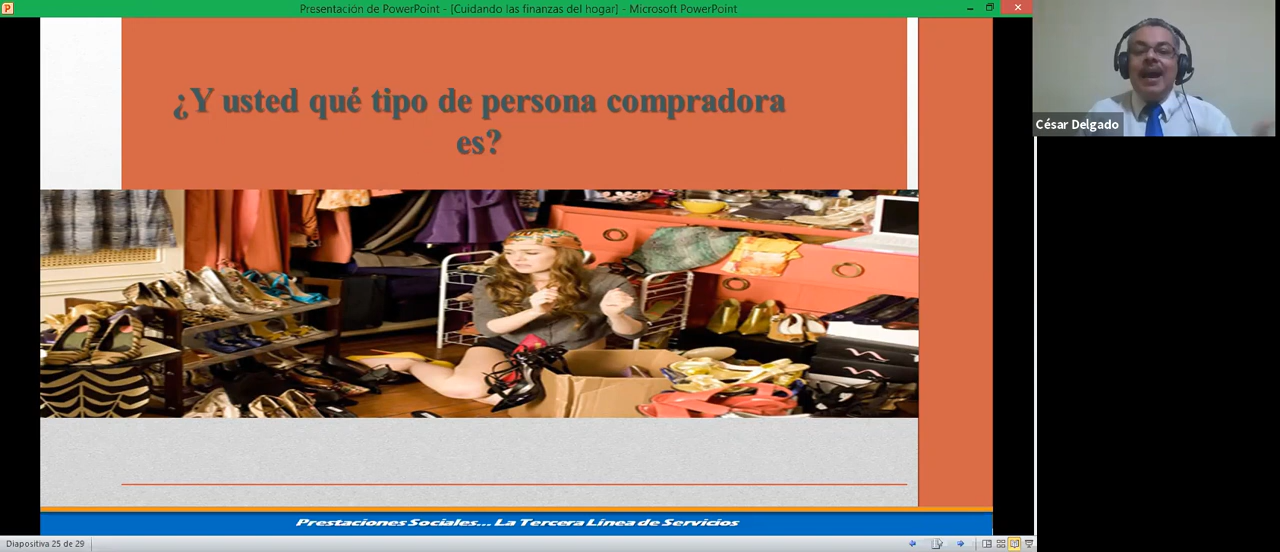 Presentación de PowerPoint - [Cuidando las finanzas del hogar] - Microsoft PowerPoint
¿Y usted qué tipo de persona compradora
es?
César Delgado
Prestaciones Sociales... La Tercera Línea de Servicios
Diapositiva 25 de 29